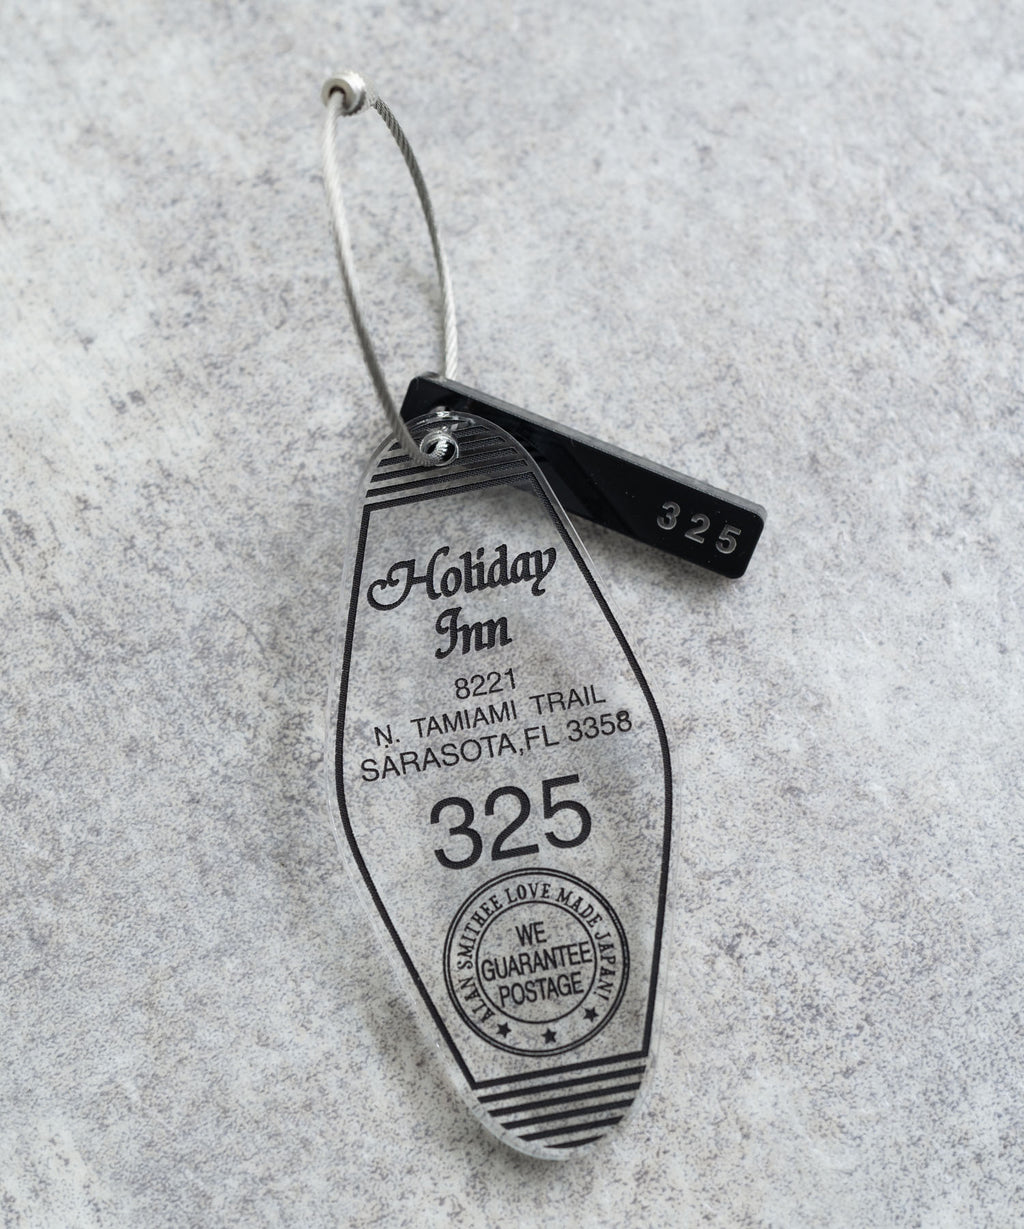 325
Holiday
Inn
8221
N. TAMIAMI TRAIL
SARASOTA,FL 3358
325
ALAN SMITHEE LOVE MADE JAPAN!
WE
GUARANTEE
POSTAGE